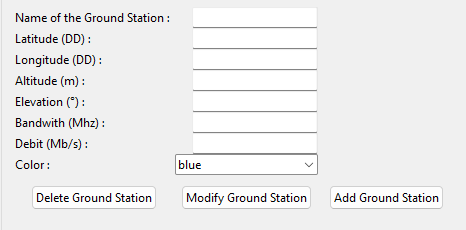 Name of the Ground Station :
Latitude (DD) :
Longitude (DD) :
Altitude (m) :
Elevation (°) :
Bandwith (Mhz) :
Debit (Mb/s) :
Color : blue
Delete Ground Station Modify Ground Station Add Ground Station